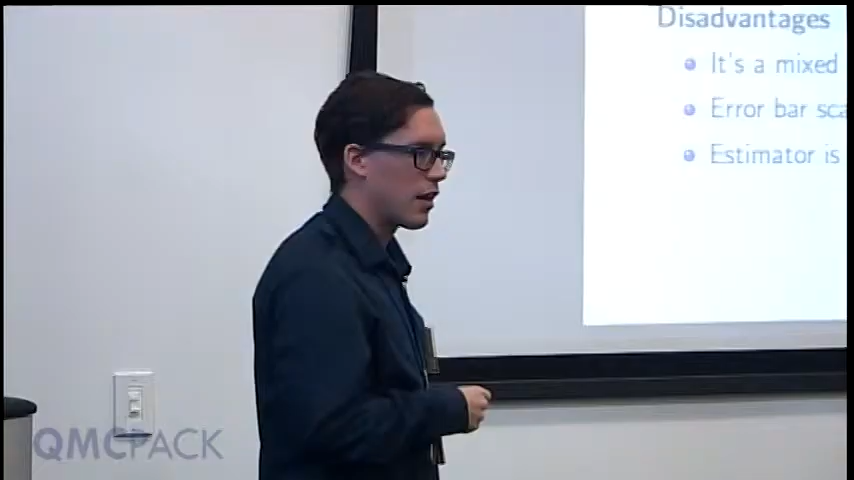 Disadvantages
It's a mixed
Error bar sca
Estimator is
QMCPACK